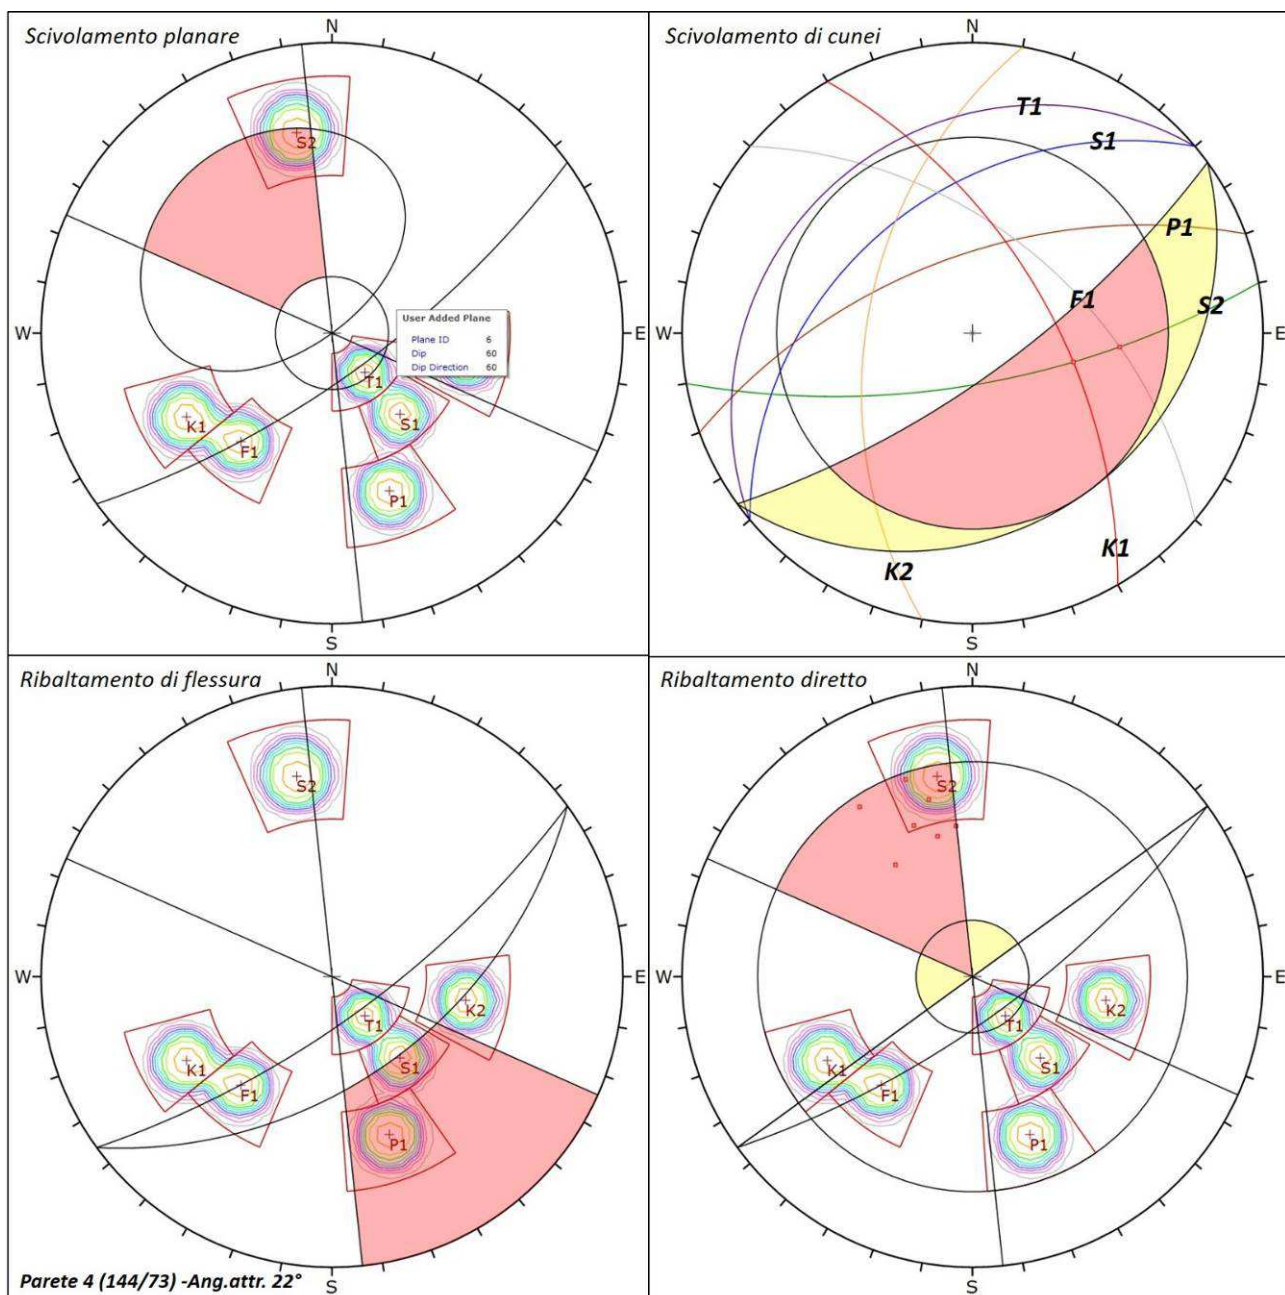 Scivolamento planare
N
S2
W
E
User Added Plane
Plane ID 6
Dip 60
Dip Direction 60
T1
K1
F1
S1
P1
S
Scivolamento di cunei
N
T1
S1
P1
F1
S2
W
E
K1
K2
S
Ribaltamento di flessura
N
S2
W
E
K2
T1
K1
F1
S1
P1
S
Parete 4 (144/73) -Ang.attr. 22°
Ribaltamento diretto
N
S2
W
E
K2
T1
K1
F1
S1
P1
S